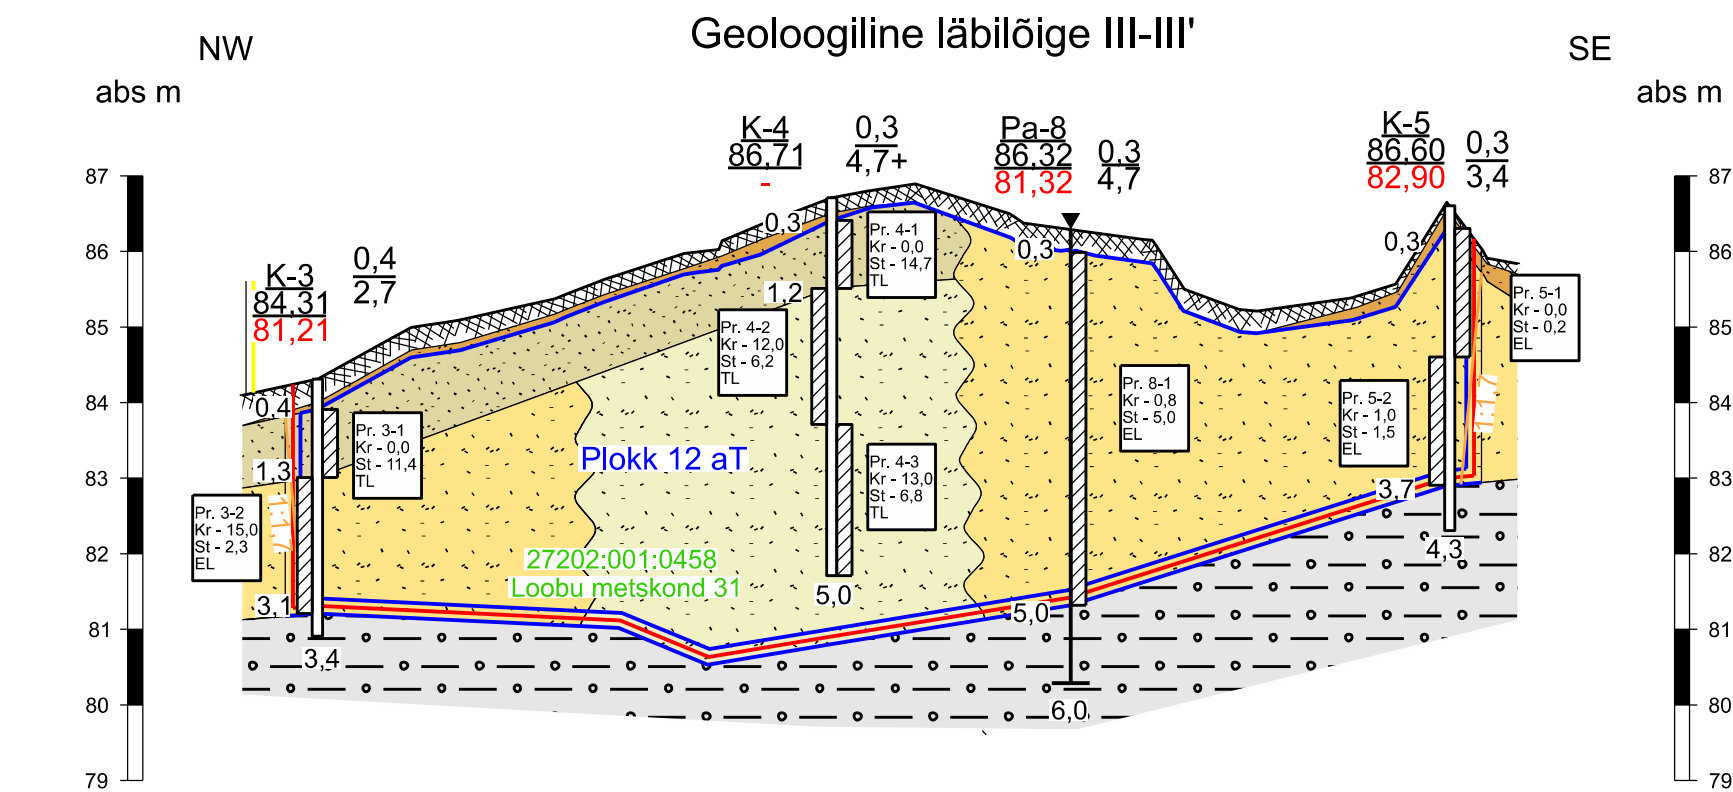 Geoloogiline läbilõige III-III'
NW
SE
abs m
abs m
K-4
86,71
-
0,3
4,7+
Pa-8
86,32
81,32
0,3
4,7
K-5
86,60
82,90
0,3
3,4
K-3
84,31
81,21
0,4
2,7
87
86
85
84
83
82
81
80
79
87
86
85
84
83
82
81
80
79
0,4
1,3
3,1
3,4
1:1,7
Pr. 3-1
Kr - 0,0
St - 11,4
TL
Pr. 3-2
Kr - 15,0
St - 2,3
EL
0,3
1,2
5,0
Pr. 4-1
Kr - 0,0
St - 14,7
TL
Pr. 4-2
Kr - 12,0
St - 6,2
TL
Pr. 4-3
Kr - 13,0
St - 6,8
TL
Plokk 12 aT
27202:001:0458
Loobu metskond 31
0,3
5,0
6,0
Pr. 8-1
Kr - 0,8
St - 5,0
EL
0,3
3,7
4,3
1:1,7
Pr. 5-1
Kr - 0,0
St - 0,2
EL
Pr. 5-2
Kr - 1,0
St - 1,5
EL